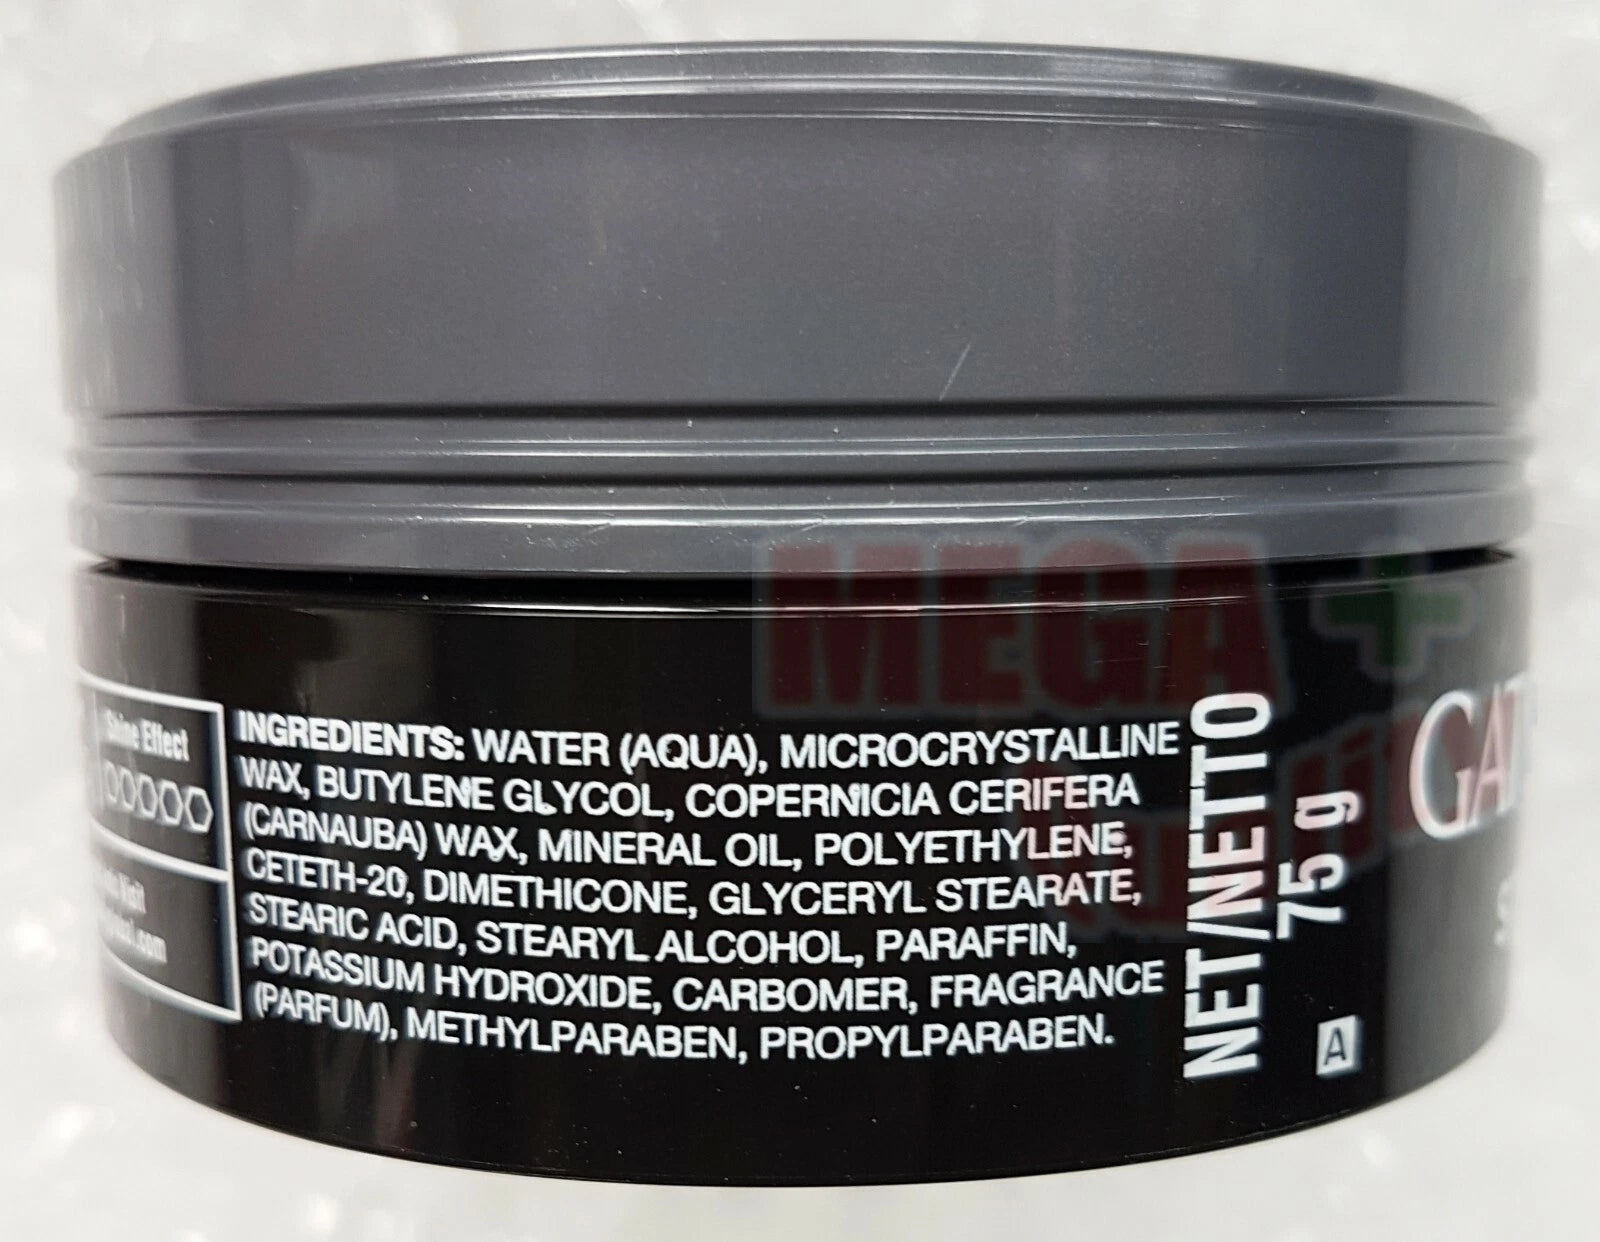 Shine Effect
INGREDIENTS: WATER (AQUA), MICROCRYSTALLINE
WAX, BUTYLENE GLYCOL, COPERNICIA CERIFERA
(CARNAUBA) WAX, MINERAL OIL, POLYETHYLENE,
CETETH-20, DIMETHICONE, GLYCERYL STEARATE,
STEARIC ACID, STEARYL ALCOHOL, PARAFFIN,
POTASSIUM HYDROXIDE, CARBOMER, FRAGRANCE
(PARFUM), METHYLPARABEN, PROPYLPARABEN.
NET/NETTO
75 g
A
GAT
MEGA